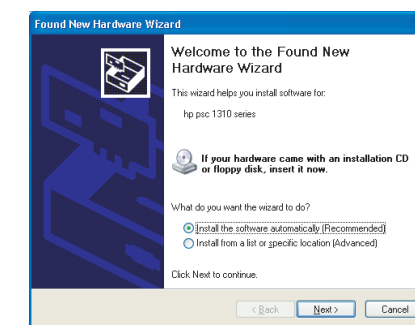 Found New Hardware Wizard
Welcome to the Found New
Hardware Wizard
This wizard helps you install software for:
hp psc 1310 series
If your hardware came with an installation CD
or floppy disk, insert it now.
What do you want the wizard to do?
Install the software automatically (Recommended)
Install from a list or specific location (Advanced)
Click Next to continue.
< Back Next > Cancel